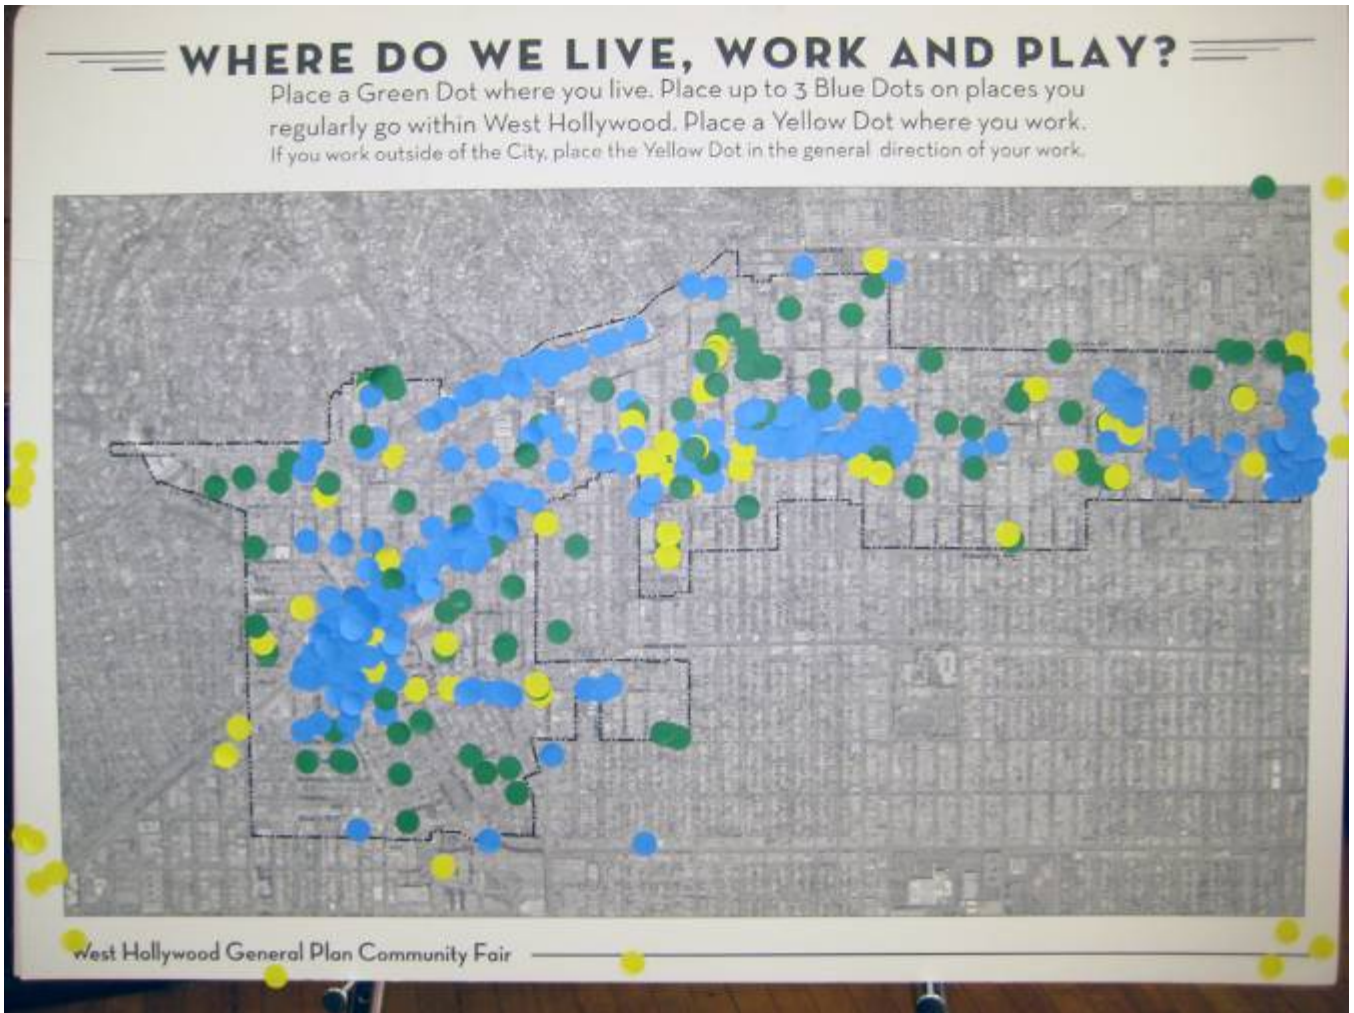 WHERE DO WE LIVE, WORK AND PLAY?
Place a Green Dot where you live. Place up to 3 Blue Dots on places you
regularly go within West Hollywood. Place a Yellow Dot where you work.
If you work outside of the City, place the Yellow Dot in the general direction of your work.
West Hollywood General Plan Community Fair